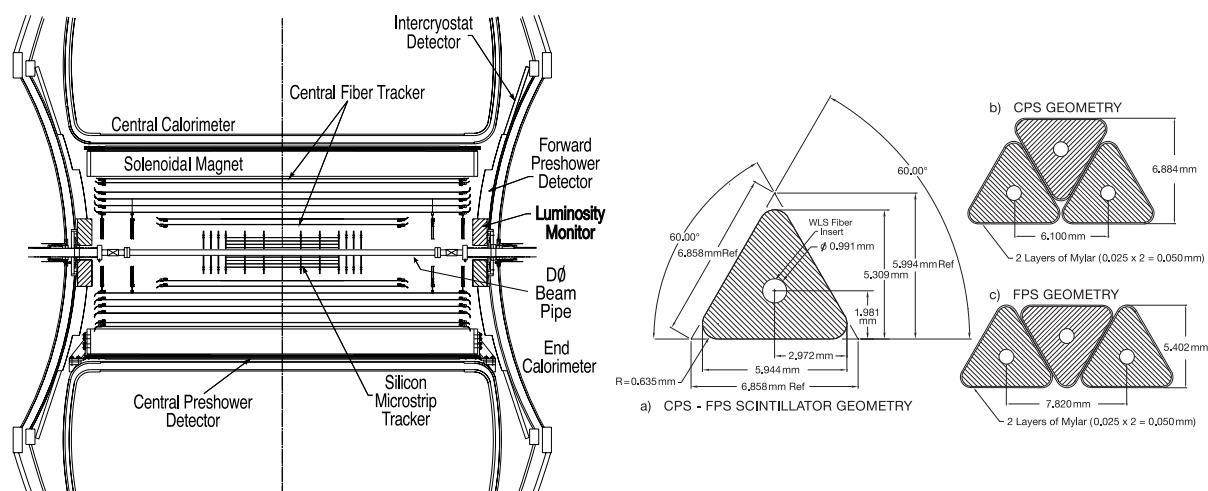 Intercryostat
Detector
Central Fiber Tracker
Central Calorimeter
Solenoidal Magnet
Forward
Preshower
Detector
Luminosity
Monitor
DØ
Beam
Pipe
End
Calorimeter
Silicon
Microstrip
Tracker
Central Preshower
Detector
60.00°
60.00°
6.858mmRef
WLS Fiber
Insert
ϕ 0.991mm
5.994mm Ref
5.309mm
1.981
mm
2.972mm
5.944mm
R=0.635mm
6.858mm Ref
a) CPS - FPS SCINTILLATOR GEOMETRY
b) CPS GEOMETRY
6.884mm
6.100mm
2 Layers of Mylar (0.025 x 2 = 0.050mm)
c) FPS GEOMETRY
5.402mm
7.820mm
2 Layers of Mylar (0.025 x 2 = 0.050mm)